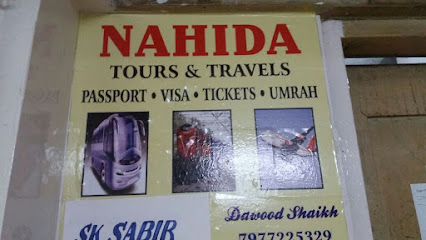 NAHIDA
TOURS & TRAVELS
PASSPORT • VISA • TICKETS • UMRAH
SK SABIR
Dawood Shaikh
7977225329